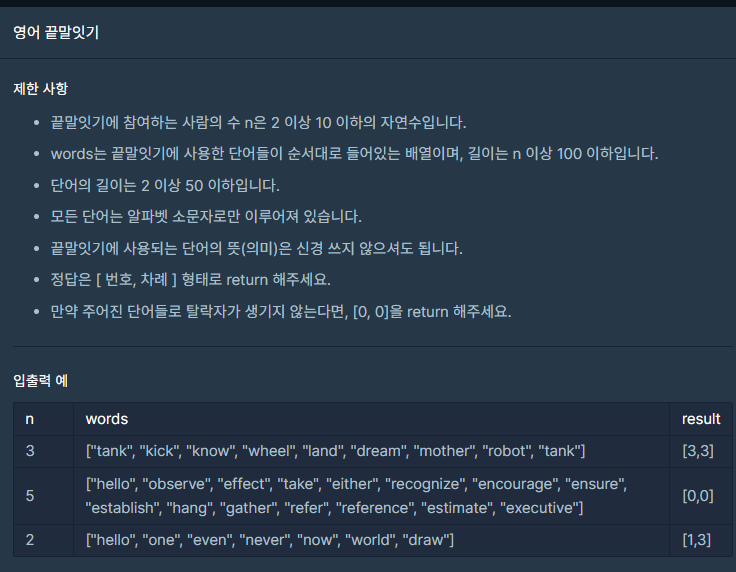 영어 끝말잇기
제한 사항
• 끝말잇기에 참여하는 사람의 수 n은 2 이상 10 이하의 자연수입니다.
• words는 끝말잇기에 사용한 단어들이 순서대로 들어있는 배열이며, 길이는 n 이상 100 이하입니다.
• 단어의 길이는 2 이상 50 이하입니다.
• 모든 단어는 알파벳 소문자로만 이루어져 있습니다.
• 끝말잇기에 사용되는 단어의 뜻(의미)은 신경 쓰지 않으셔도 됩니다.
• 정답은 [ 번호, 차례 ] 형태로 return 해주세요.
• 만약 주어진 단어들로 탈락자가 생기지 않는다면, [0, 0]을 return 해주세요.
입출력 예
n words result
3 ["tank", "kick", "know", "wheel", "land", "dream", "mother", "robot", "tank"] [3,3]
5 ["hello", "observe", "effect", "take", "either", "recognize", "encourage", "ensure",
"establish", "hang", "gather", "refer", "reference", "estimate", "executive"] [0,0]
2 ["hello", "one", "even", "never", "now", "world", "draw"] [1,3]